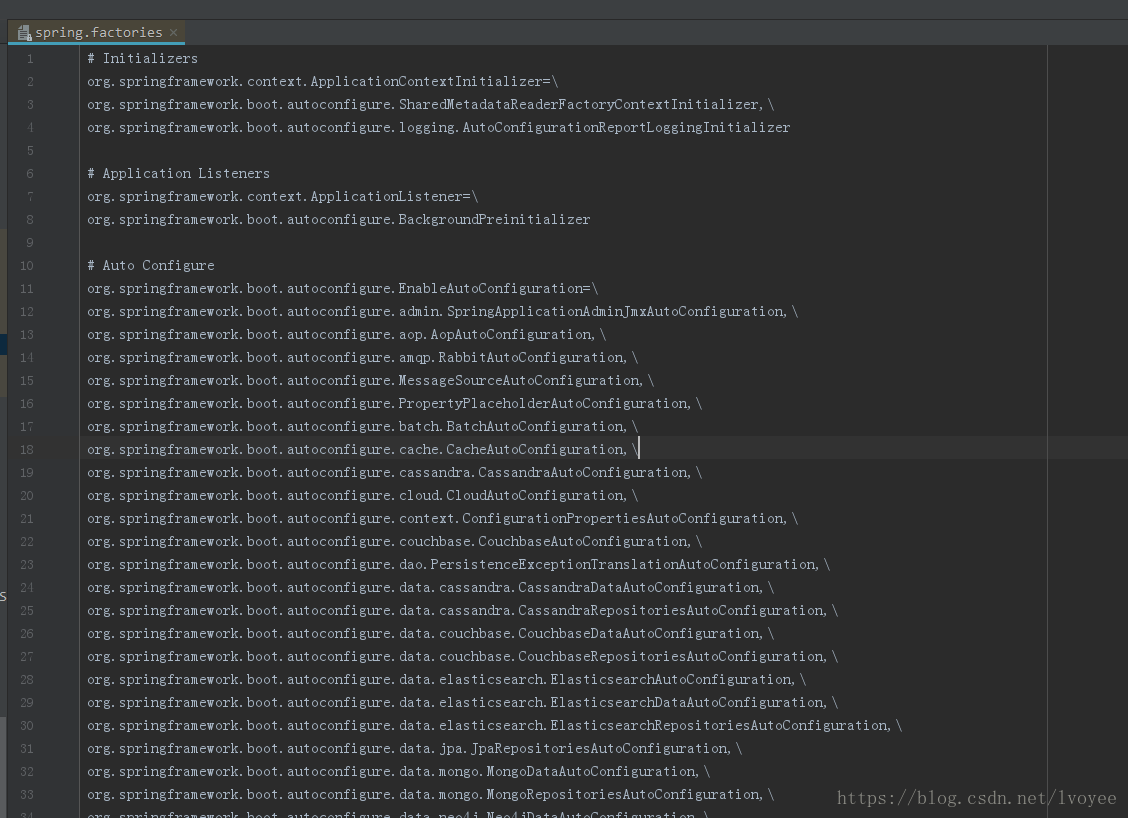 spring.factories
1 # Initializers
2 org.springframework.context.ApplicationContextInitializer=\
3 org.springframework.boot.autoconfigure.SharedMetadataReaderFactoryContextInitializer,\
4 org.springframework.boot.autoconfigure.logging.AutoConfigurationReportLoggingInitializer
5
6 # Application Listeners
7 org.springframework.context.ApplicationListener=\
8 org.springframework.boot.autoconfigure.BackgroundPreinitializer
9
10 # Auto Configure
11 org.springframework.boot.autoconfigure.EnableAutoConfiguration=\
12 org.springframework.boot.autoconfigure.admin.SpringApplicationAdminJmxAutoConfiguration,\
13 org.springframework.boot.autoconfigure.aop.AopAutoConfiguration,\
14 org.springframework.boot.autoconfigure.amqp.RabbitAutoConfiguration,\
15 org.springframework.boot.autoconfigure.MessageSourceAutoConfiguration,\
16 org.springframework.boot.autoconfigure.PropertyPlaceholderAutoConfiguration,\
17 org.springframework.boot.autoconfigure.batch.BatchAutoConfiguration,\
18 org.springframework.boot.autoconfigure.cache.CacheAutoConfiguration,\
19 org.springframework.boot.autoconfigure.cassandra.CassandraAutoConfiguration,\
20 org.springframework.boot.autoconfigure.cloud.CloudAutoConfiguration,\
21 org.springframework.boot.autoconfigure.context.ConfigurationPropertiesAutoConfiguration,\
22 org.springframework.boot.autoconfigure.couchbase.CouchbaseAutoConfiguration,\
23 org.springframework.boot.autoconfigure.dao.PersistenceExceptionTranslationAutoConfiguration,\
24 org.springframework.boot.autoconfigure.data.cassandra.CassandraDataAutoConfiguration,\
25 org.springframework.boot.autoconfigure.data.cassandra.CassandraRepositoriesAutoConfiguration,\
26 org.springframework.boot.autoconfigure.data.couchbase.CouchbaseDataAutoConfiguration,\
27 org.springframework.boot.autoconfigure.data.couchbase.CouchbaseRepositoriesAutoConfiguration,\
28 org.springframework.boot.autoconfigure.data.elasticsearch.ElasticsearchAutoConfiguration,\
29 org.springframework.boot.autoconfigure.data.elasticsearch.ElasticsearchDataAutoConfiguration,\
30 org.springframework.boot.autoconfigure.data.elasticsearch.ElasticsearchRepositoriesAutoConfiguration,\
31 org.springframework.boot.autoconfigure.data.jpa.JpaRepositoriesAutoConfiguration,\
32 org.springframework.boot.autoconfigure.data.mongo.MongoDataAutoConfiguration,\
33 org.springframework.boot.autoconfigure.data.mongo.MongoRepositoriesAutoConfiguration,\
34 org.springframework.boot.autoconfigure.data.neo4j.Neo4jDataAutoConfiguration,\
s
https://blog.csdn.net/lvoyee